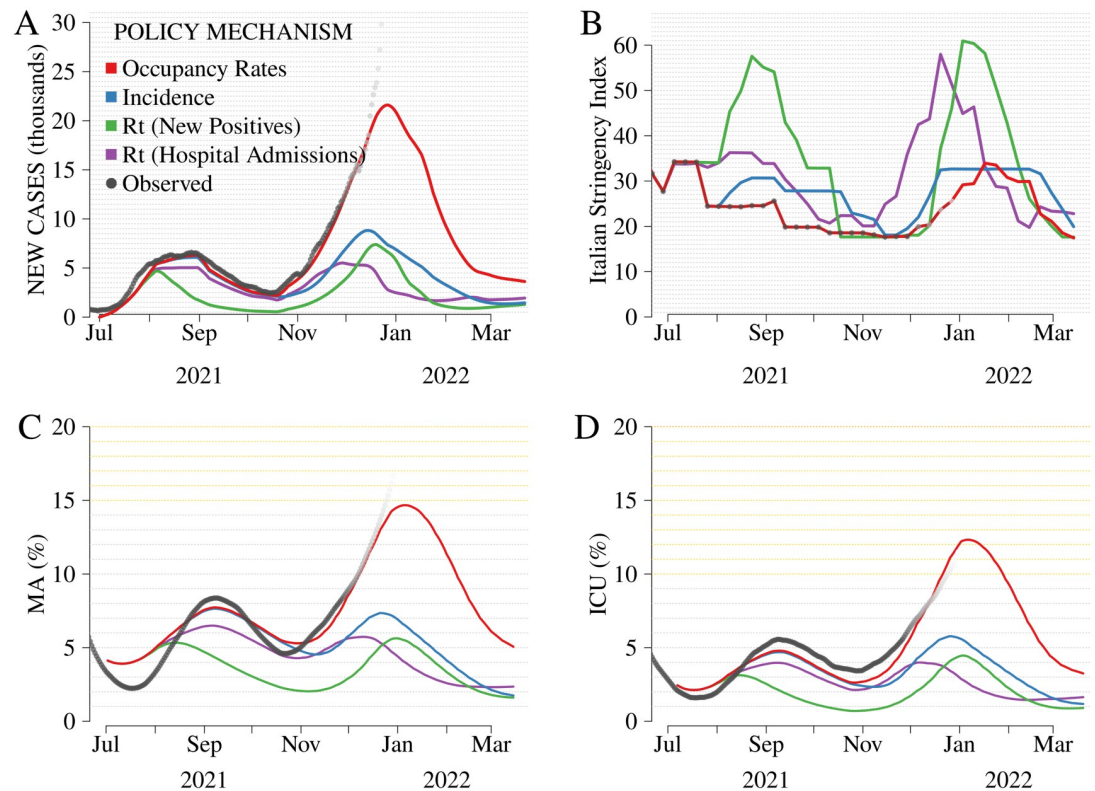 A
NEW CASES (thousands)
30
25
20
15
10
5
0
POLICY MECHANISM
Occupancy Rates
Incidence
Rt (New Positives)
Rt (Hospital Admissions)
Observed
Jul Sep Nov Jan Mar
2021 2022
B
Italian Stringency Index
60
50
40
30
20
10
0
Jul Sep Nov Jan Mar
2021 2022
C
MA (%)
20
15
10
5
0
Jul Sep Nov Jan Mar
2021 2022
D
ICU (%)
20
15
10
5
0
Jul Sep Nov Jan Mar
2021 2022